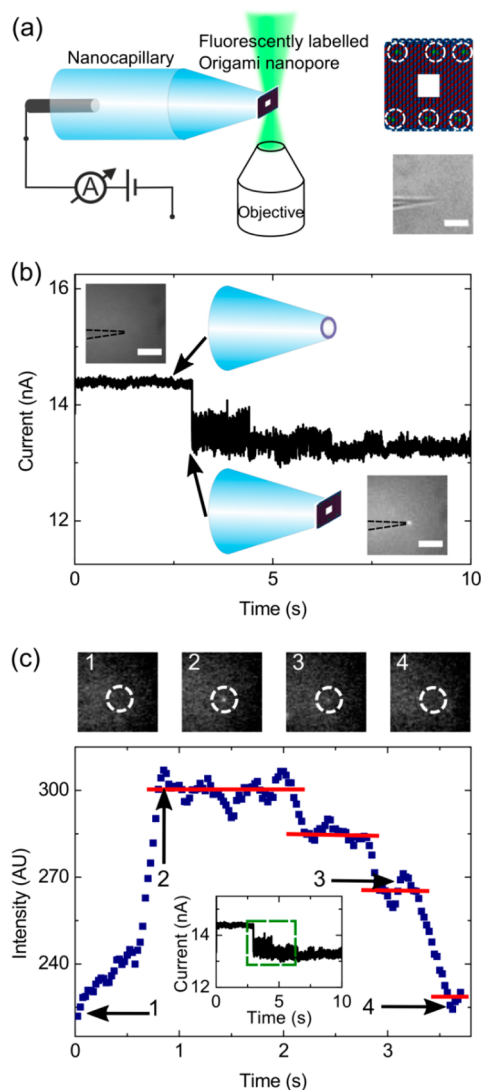 (a)
Nanocapillary
Fluorescently labelled
Origami nanopore
A
Objective
(b)
16
14
12
Current (nA)
0
5
10
Time (s)
(c)
1
2
3
4
300
270
240
Intensity (AU)
2
3
1
4
14
13
12
Current (nA)
0
5
10
Time (s)
0
1
2
3
Time (s)